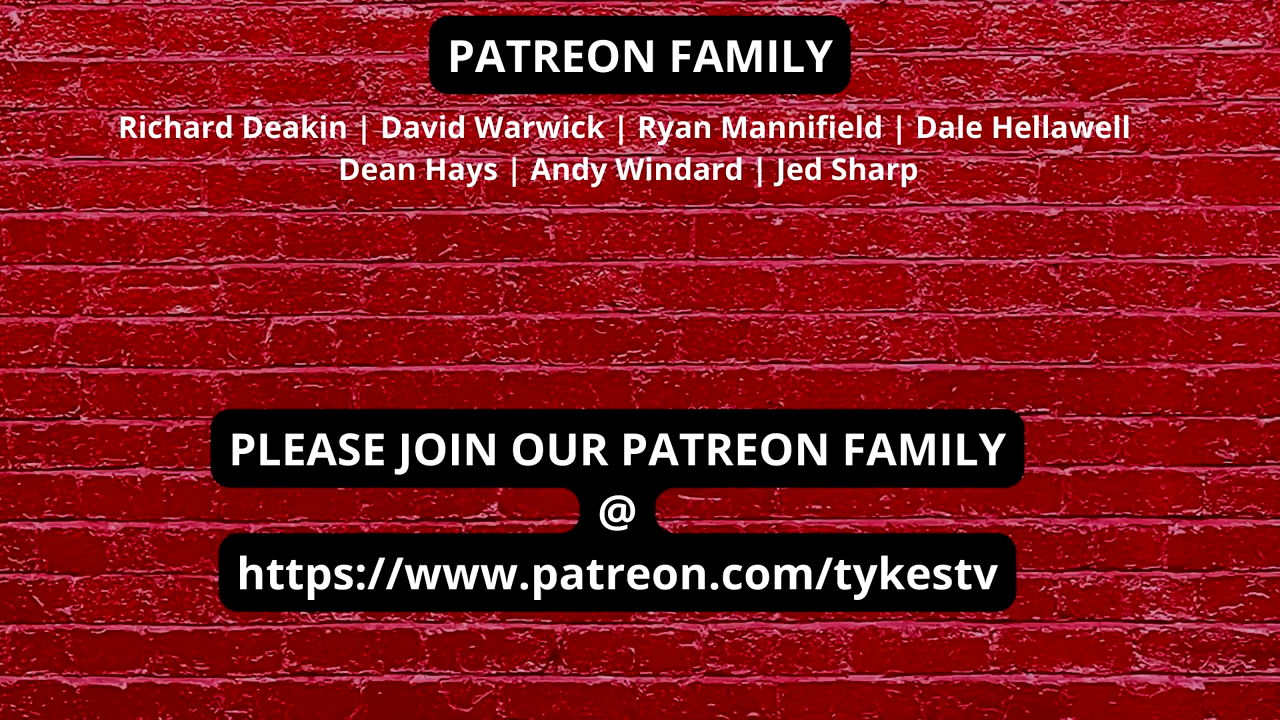 PATREON FAMILY
Richard Deakin | David Warwick | Ryan Mannifield | Dale Hellawell
Dean Hays | Andy Windard | Jed Sharp
PLEASE JOIN OUR PATREON FAMILY
@
https://www.patreon.com/tykestv